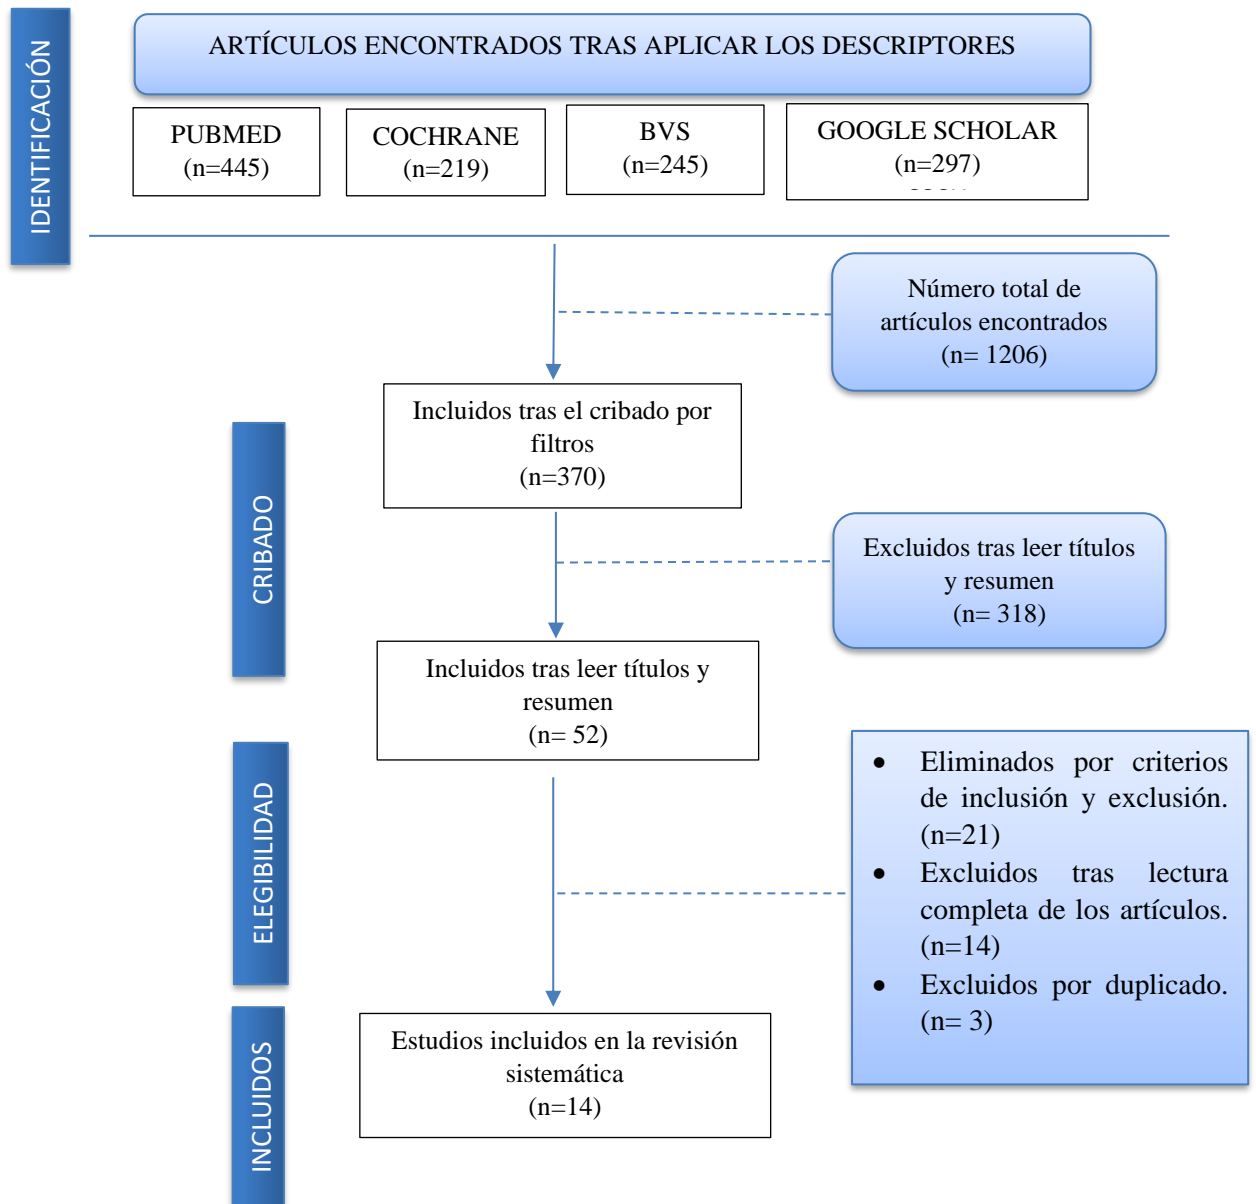 IDENTIFICACIÓN
ARTÍCULOS ENCONTRADOS TRAS APLICAR LOS DESCRIPTORES
PUBMED
(n=445)
COCHRANE
(n=219)
BVS
(n=245)
GOOGLE SCHOLAR
(n=297)
Número total de
artículos encontrados
(n= 1206)
Incluidos tras el cribado por
filtros
(n=370)
CRIBADO
Excluidos tras leer títulos
y resumen
(n= 318)
Incluidos tras leer títulos y
resumen
(n= 52)
ELEGIBILIDAD
• Eliminados por criterios
de inclusión y exclusión.
(n=21)
• Excluidos tras lectura
completa de los artículos.
(n=14)
• Excluidos por duplicado.
(n= 3)
INCLUIDOS
Estudios incluidos en la revisión
sistemática
(n=14)